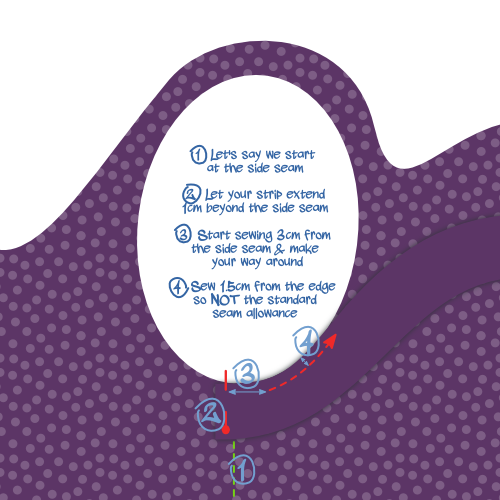 1 Let's say we start
at the side seam
2 Let your strip extend
1cm beyond the side seam
3 Start sewing 3cm from
the side seam & make
your way around
4 Sew 1.5cm from the edge
so NOT the standard
seam allowance
4
3
2
1